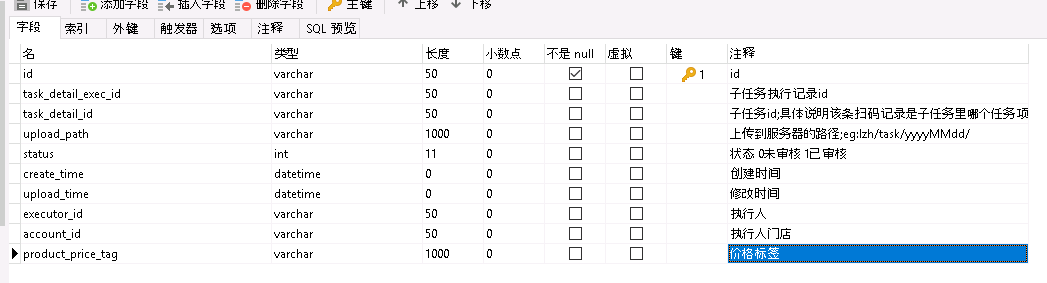 保存 添加字段 插入字段 删除字段 主键 上移 下移
字段 索引 外键 触发器 选项 注释 SQL 预览
名 类型 长度 小数点 不是 null 虚拟 键 注释
id varchar 50 0 1 id
task_detail_exec_id varchar 50 0 子任务执行记录id
task_detail_id varchar 50 0 子任务id;具体说明该条扫码记录是子任务里哪个任务项
upload_path varchar 1000 0 上传到服务器的路径;eg:lzh/task/yyyyMMdd/
status int 11 0 状态 0未审核 1已审核
create_time datetime 0 0 创建时间
upload_time datetime 0 0 修改时间
executor_id varchar 50 0 执行人
account_id varchar 50 0 执行人门店
product_price_tag varchar 1000 0 价格标签